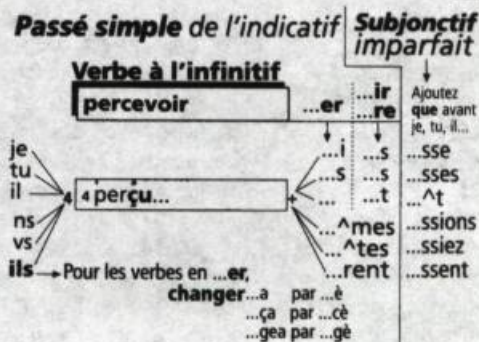 Passé simple de l'indicatif
Subjonctif
imparfait
Verbe à l'infinitif
percevoir
...er
...ir
...re
Ajoutez
que avant
je, tu, il...
je
tu
il
ns
vs
ils
4
4 perçu...
+
...i ...s ...sse
...s ...s ...sses
... ...t ...^t
...^mes ...ssions
...^tes ...ssiez
...rent ...ssent
Pour les verbes en ...er,
changer ...a par ...è
...ça par ...cè
...gea par ...gè